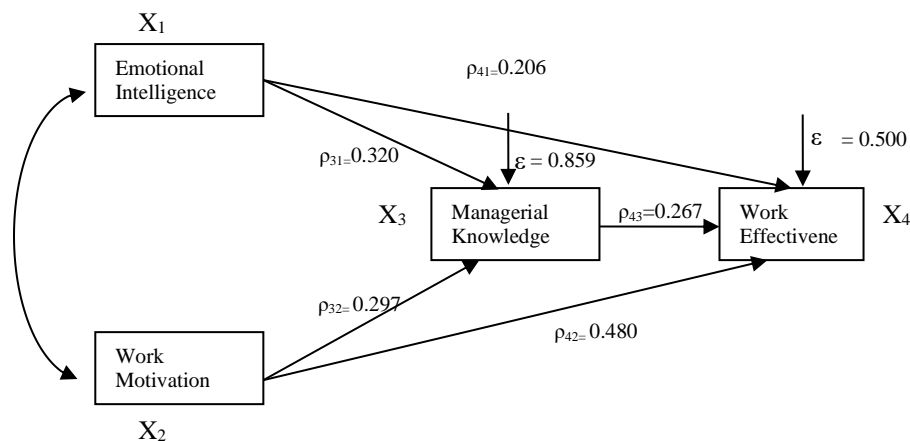 X₁
Emotional
Intelligence
ρ₄₁₌0.206
ρ₃₁₌0.320
ε = 0.859
ε = 0.500
X₃
Managerial
Knowledge
ρ₄₃=0.267
Work
Effectivene
X₄
ρ₃₂₌0.297
ρ₄₂₌0.480
Work
Motivation
X₂